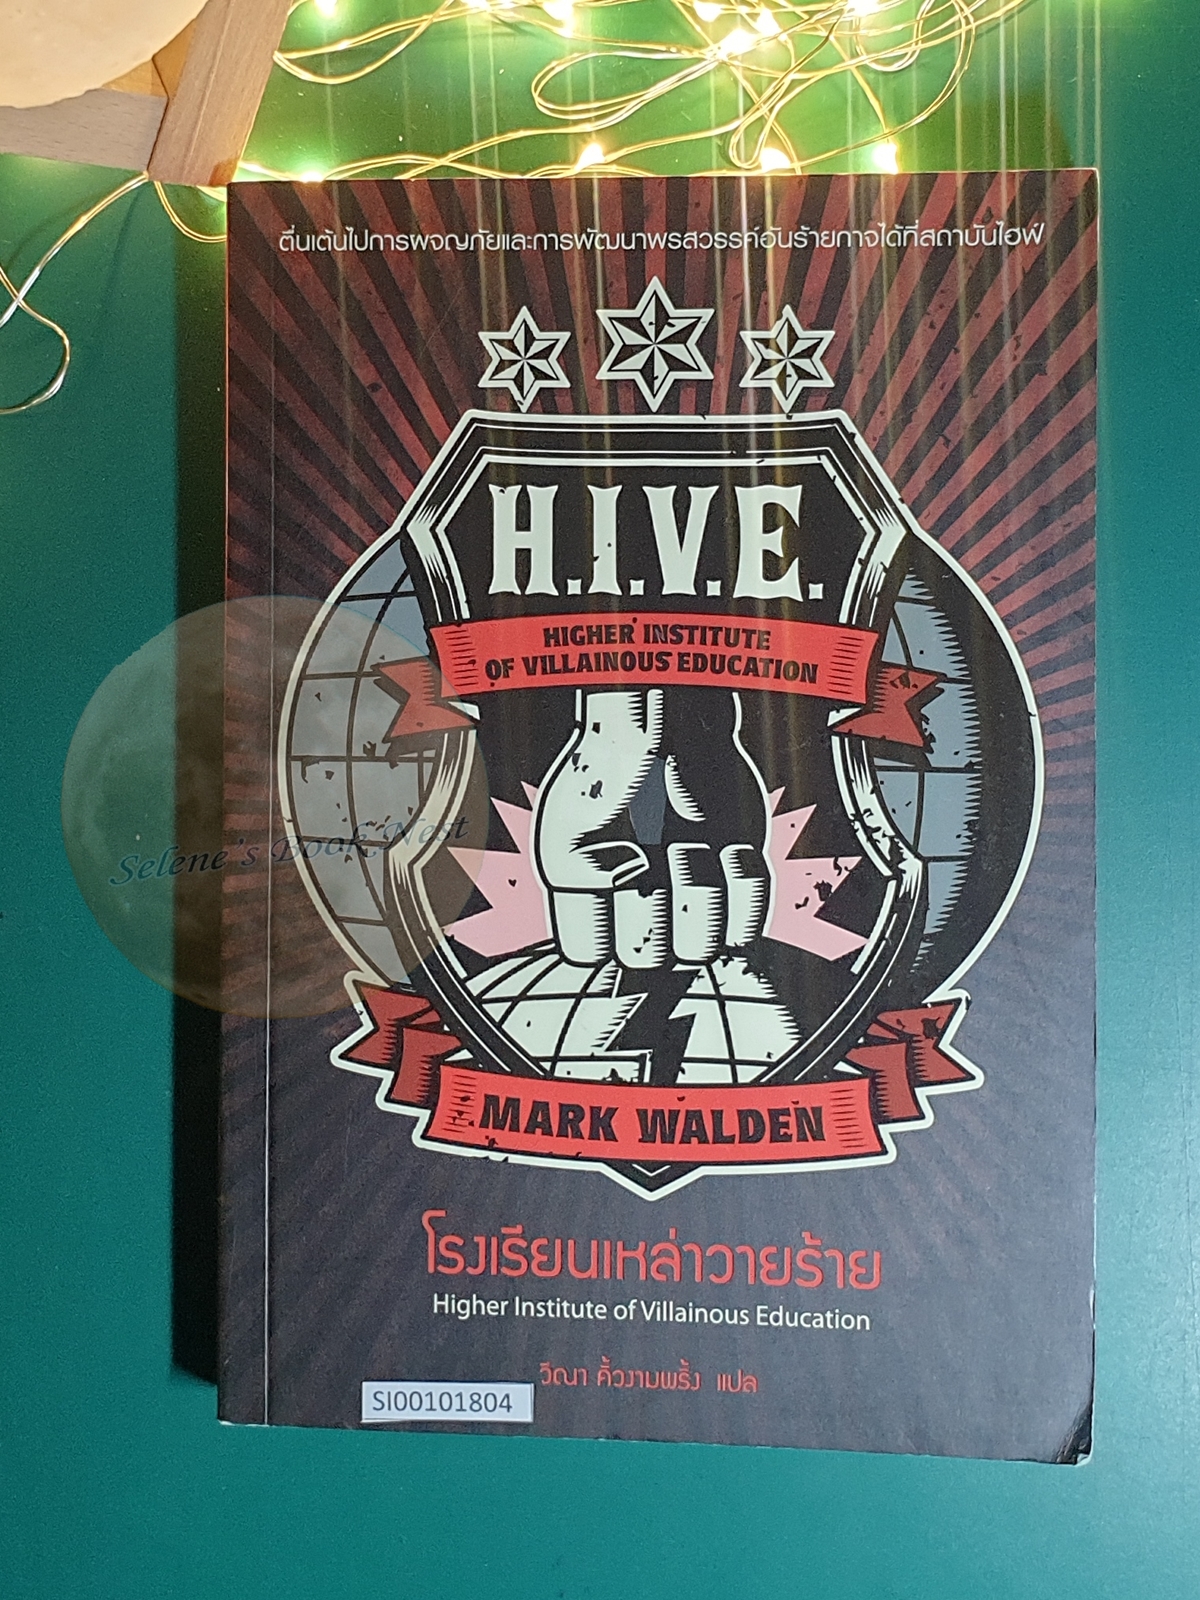 ตื่นเต้นไปการผจญภัยและการพัฒนาพรสวรรค์อันร้ายกาจได้ที่สถาบันไฮฟ์
H.I.V.E.
HIGHER INSTITUTE
OF VILLAINOUS EDUCATION
Selene's Book Nest
MARK WALDEN
โรงเรียนเหล่าวายร้าย
Higher Institute of Villainous Education
วีณา คิ้วงามพริ้ง แปล
SI00101804